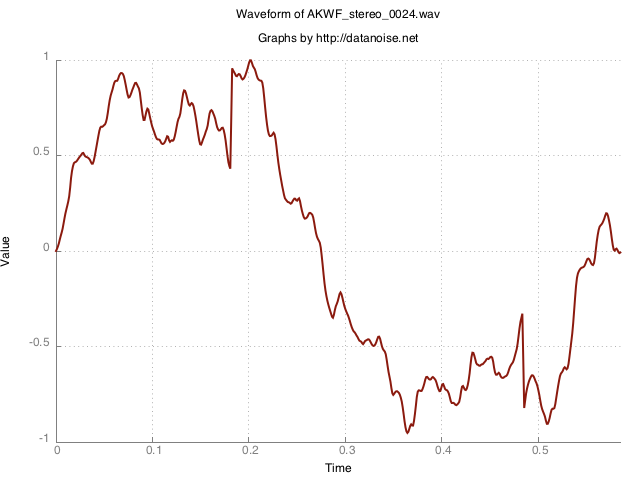 Waveform of AKWF_stereo_0024.wav
Graphs by http://datanoise.net
1
0.5
0
-0.5
-1
Value
0 0.1 0.2 0.3 0.4 0.5
Time